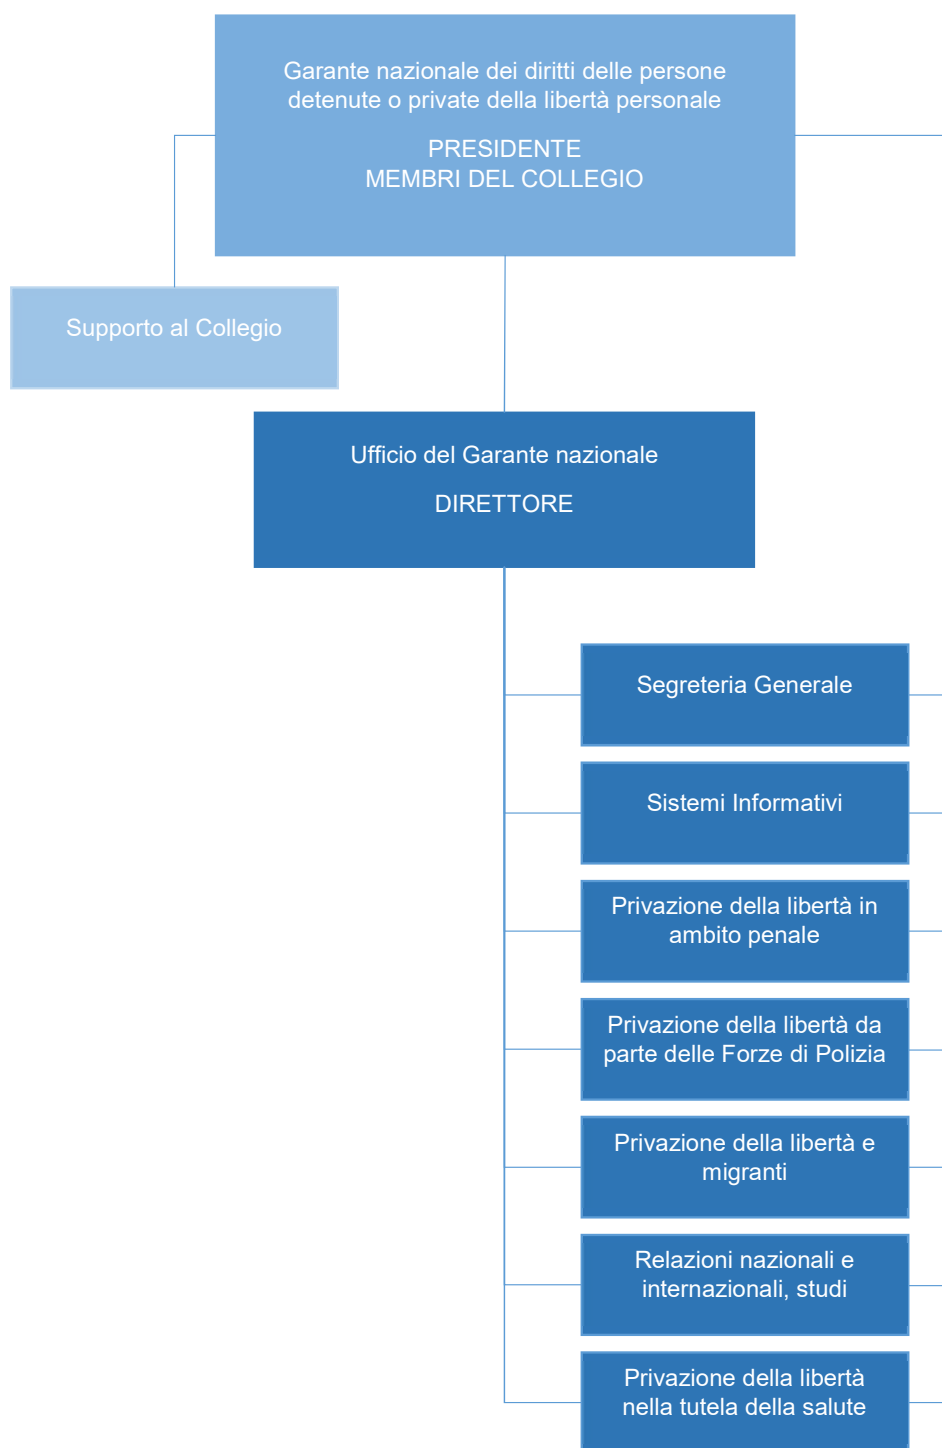 Garante nazionale dei diritti delle persone
detenute o private della libertà personale
PRESIDENTE
MEMBRI DEL COLLEGIO
Supporto al Collegio
Ufficio del Garante nazionale
DIRETTORE
Segreteria Generale
Sistemi Informativi
Privazione della libertà in
ambito penale
Privazione della libertà da
parte delle Forze di Polizia
Privazione della libertà e
migranti
Relazioni nazionali e
internazionali, studi
Privazione della libertà
nella tutela della salute